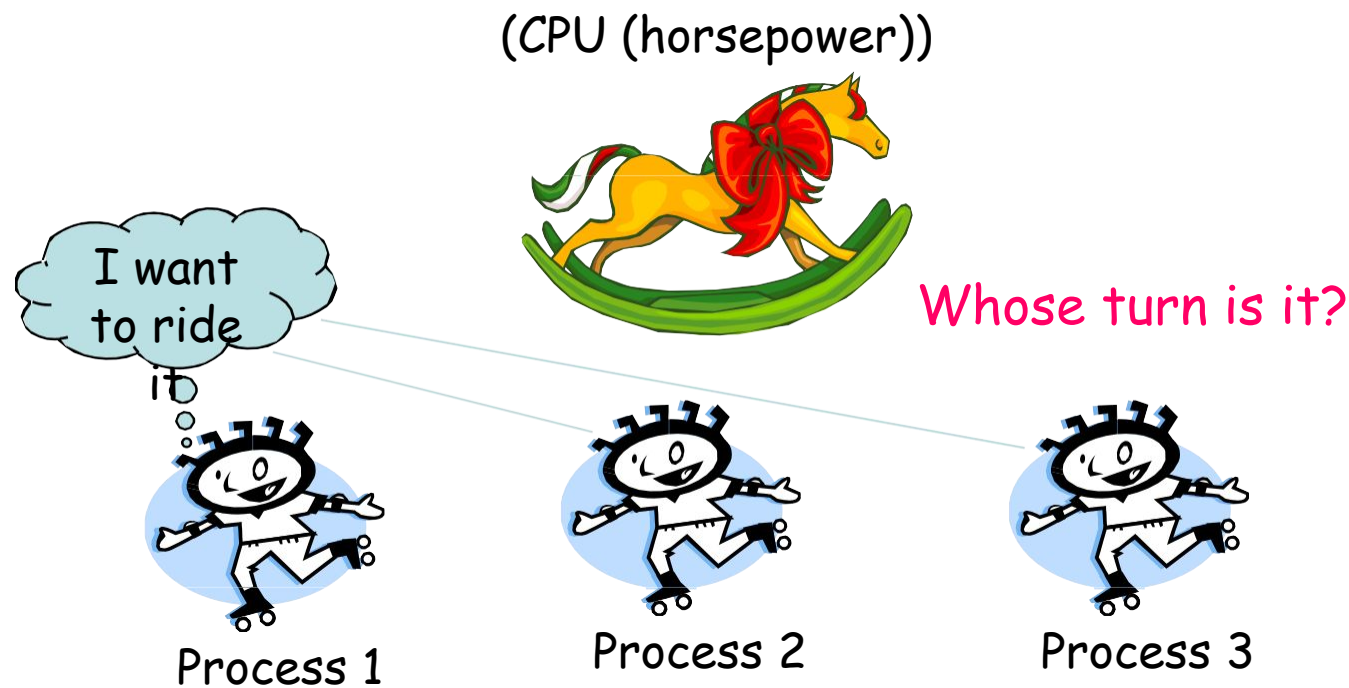 (CPU (horsepower))
I want
to ride
it
Whose turn is it?
Process 1
Process 2
Process 3